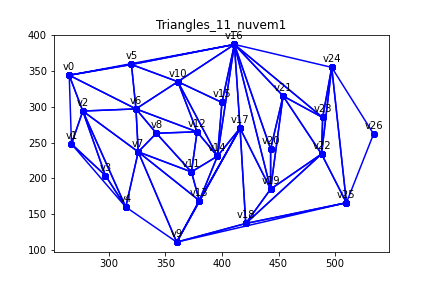 Triangles_11_nuvem1
400
350
300
250
200
150
100
300
350
400
450
500
v0
v5
v16
v10
v24
v2
v6
v15
v21
v23
v1
v8
v12
v17
v26
v7
v14
v20
v22
v3
v11
v19
v4
v13
v18
v25
v9